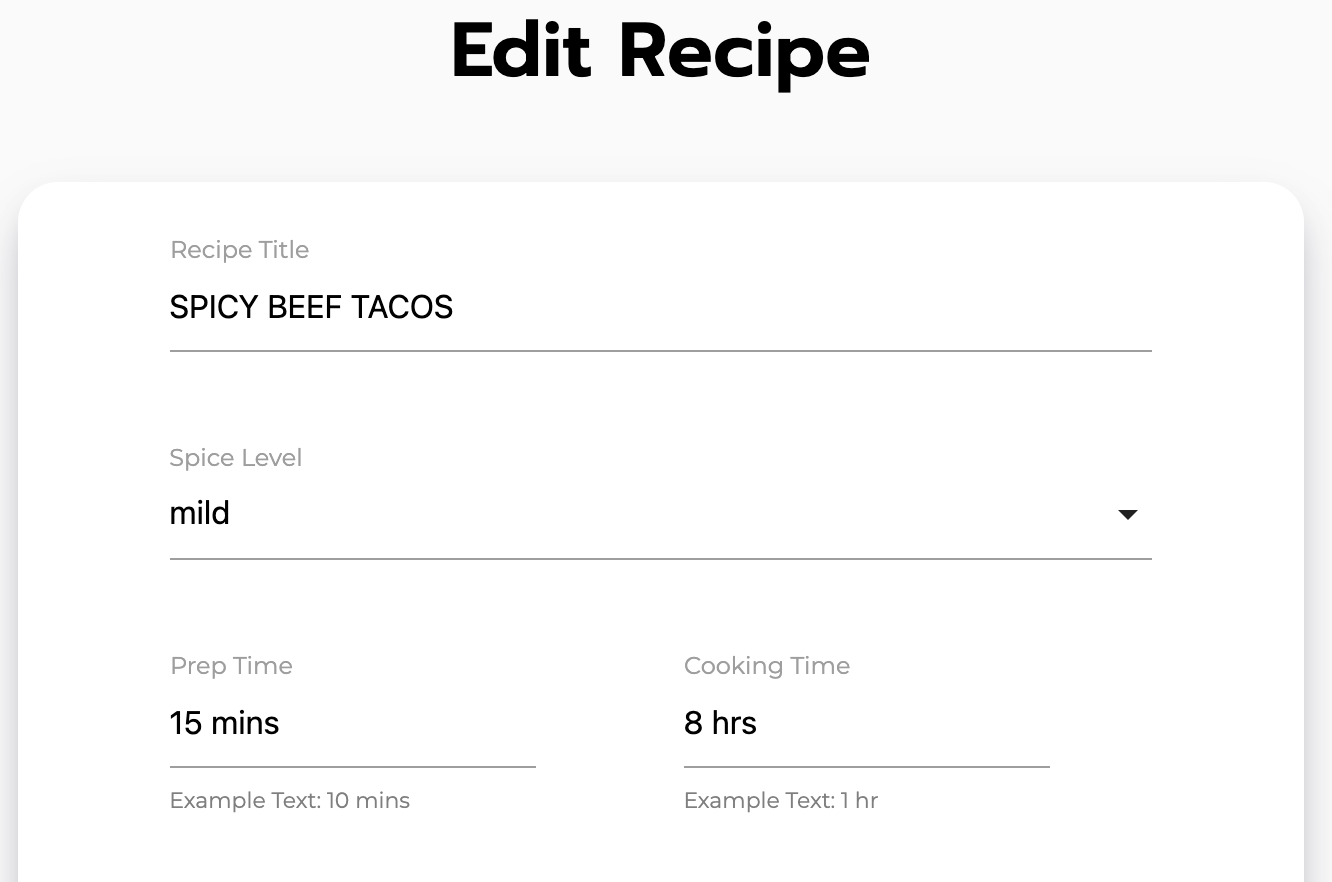 Edit Recipe
Recipe Title
SPICY BEEF TACOS
Spice Level
mild
Prep Time
Cooking Time
15 mins
8 hrs
Example Text: 10 mins
Example Text: 1 hr